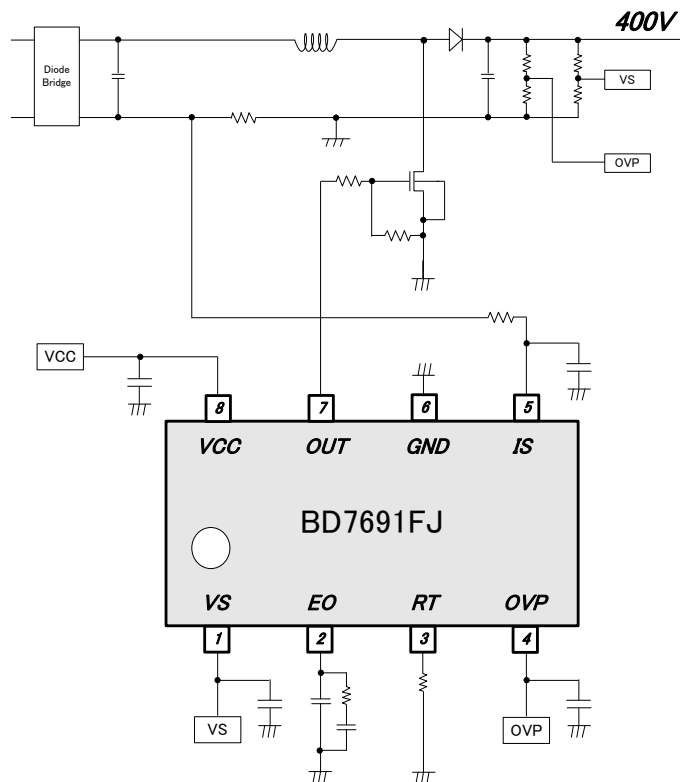 400V
Diode
Bridge
VS
OVP
VCC
8
7
6
5
VCC
OUT
GND
IS
BD7691FJ
VS
EO
RT
OVP
1
2
3
4
VS
OVP